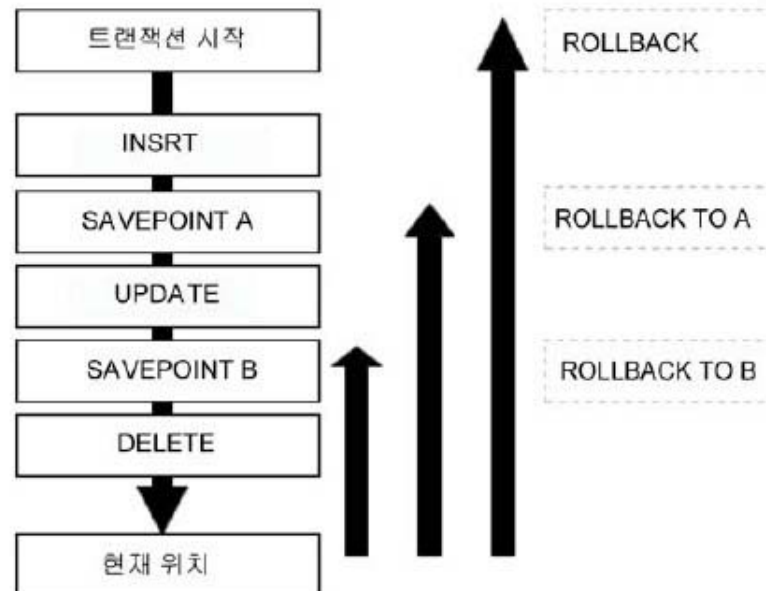 트랜잭션 시작
ROLLBACK
INSRT
SAVEPOINT A
ROLLBACK TO A
UPDATE
SAVEPOINT B
ROLLBACK TO B
DELETE
현재 위치